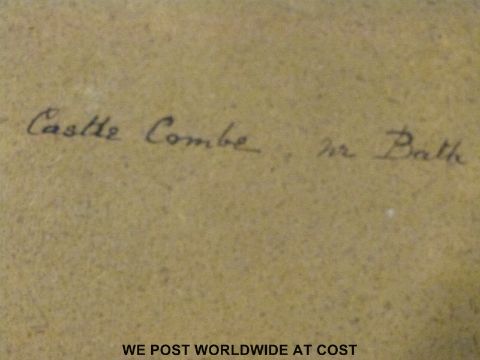 Castle Combe, nr Bath
WE POST WORLDWIDE AT COST